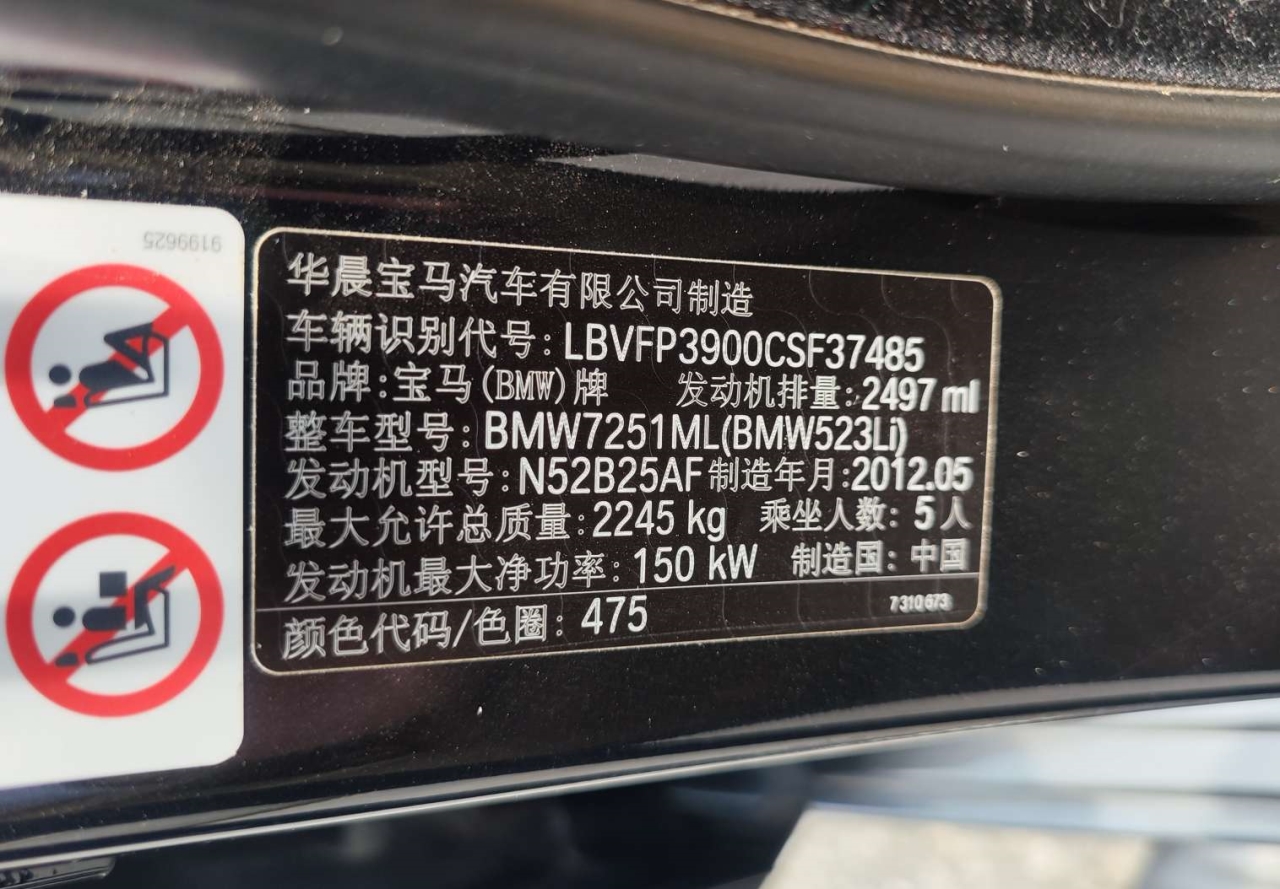 9199625
华晨宝马汽车有限公司制造
车辆识别代号:LBVFP3900CSF37485
品牌:宝马(BMW)牌 发动机排量:2497 ml
整车型号:BMW7251ML(BMW523Li)
发动机型号:N52B25AF 制造年月:2012.05
最大允许总质量:2245 kg 乘坐人数:5人
发动机最大净功率:150 kW 制造国:中国
颜色代码/色圈:475 7310673